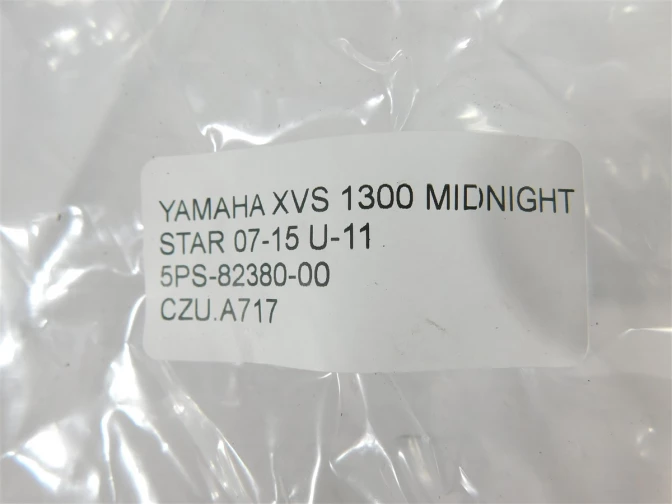 YAMAHA XVS 1300 MIDNIGHT
STAR 07-15 U-11
5PS-82380-00
CZU.A717